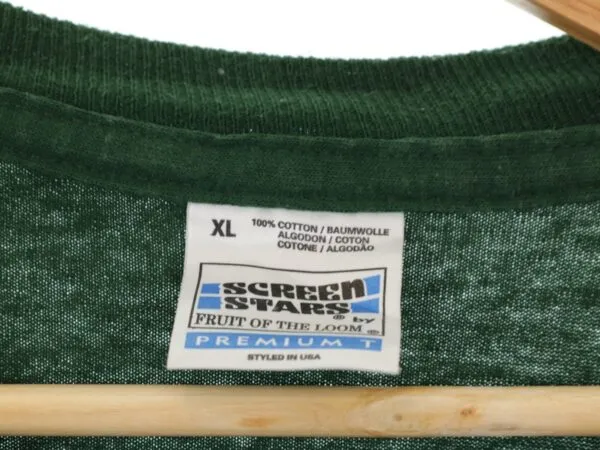 XL
100% COTTON / BAUMWOLLE
ALGODON / COTON
COTONE / ALGODÃO
SCREEN
STARS® by
FRUIT OF THE LOOM ®
PREMIUM T
STYLED IN USA